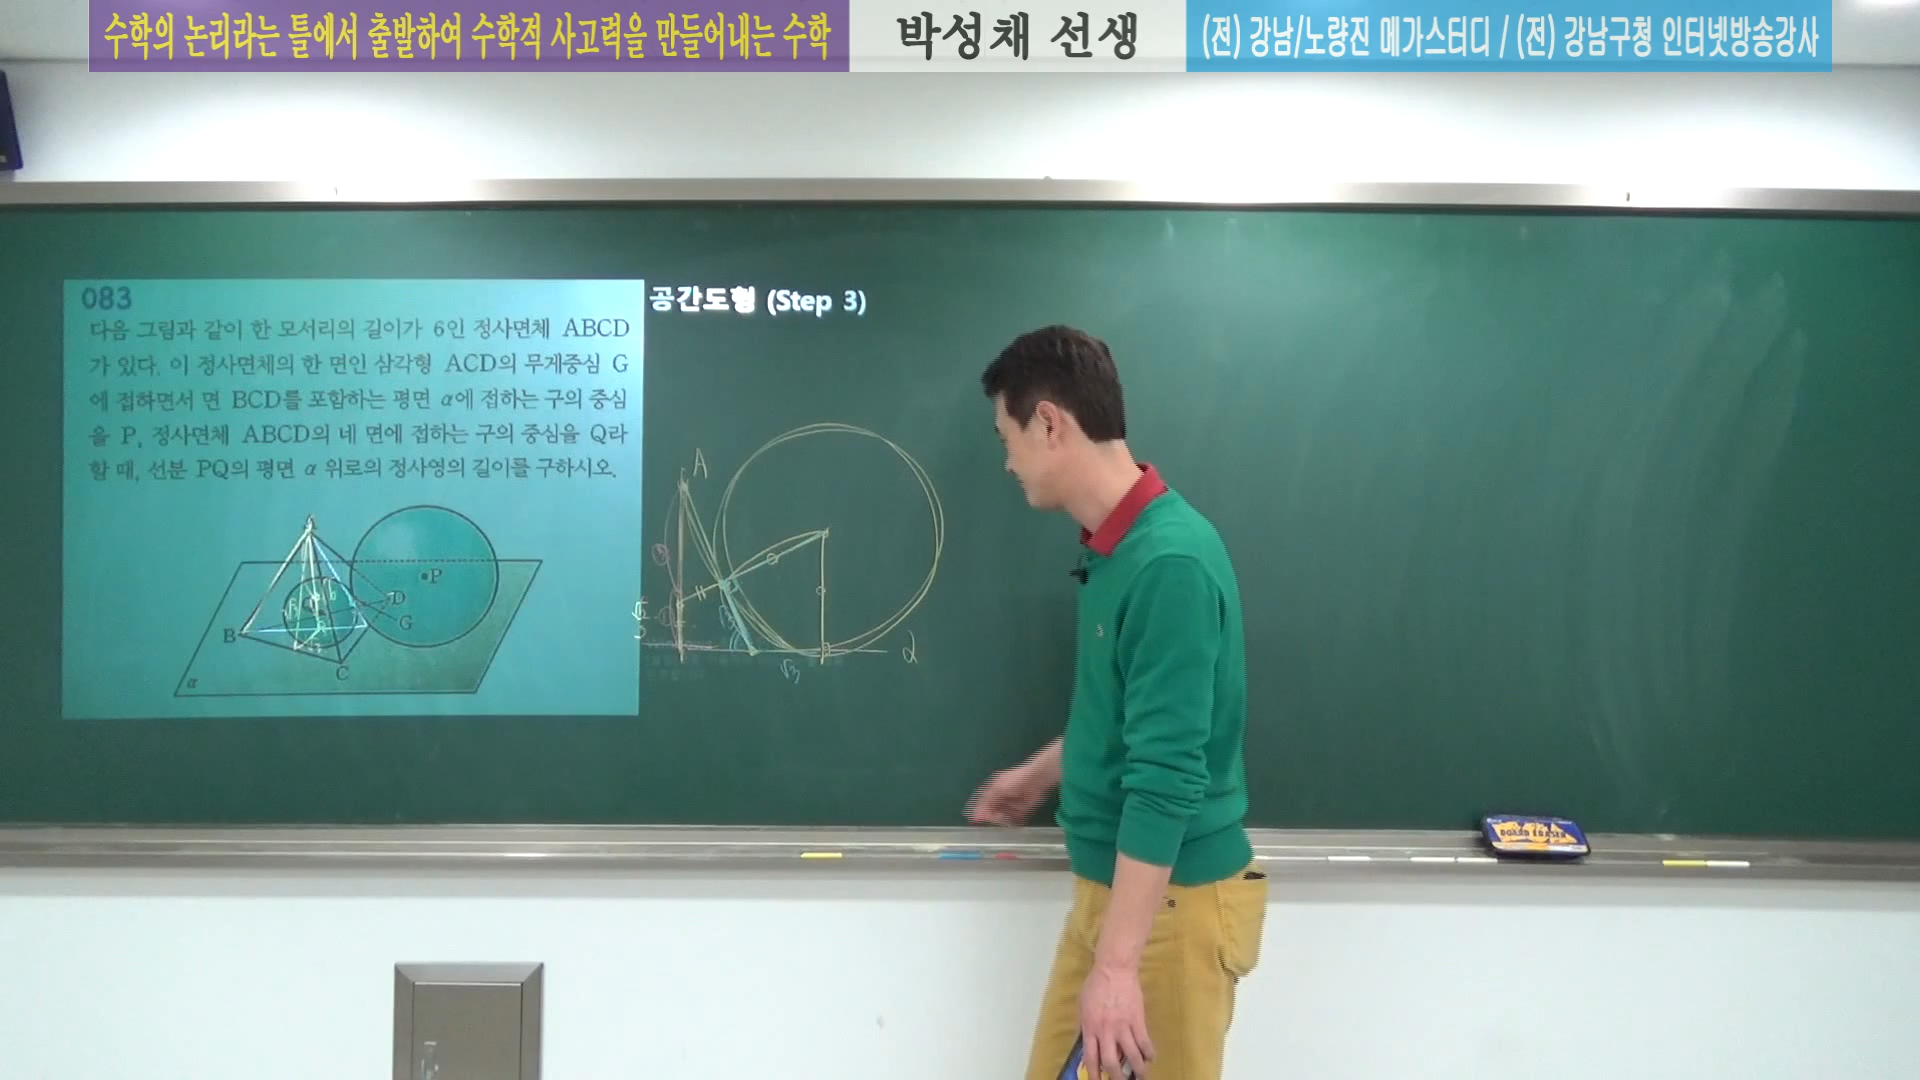 수학의 논리라는 틀에서 출발하여 수학적 사고력을 만들어내는 수학
박성채 선생
(전) 강남/노량진 메가스터디 / (전) 강남구청 인터넷방송강사
083
공간도형 (Step 3)
다음 그림과 같이 한 모서리의 길이가 6인 정사면체 ABCD
가 있다. 이 정사면체의 한 면인 삼각형 ACD의 무게중심 G
에 접하면서 면 BCD를 포함하는 평면 α에 접하는 구의 중심
을 P, 정사면체 ABCD의 네 면에 접하는 구의 중심을 Q라
할 때, 선분 PQ의 평면 α 위로의 정사영의 길이를 구하시오.
A
P
D
G
B
C
α
A
√3
α
BOARD ERASER